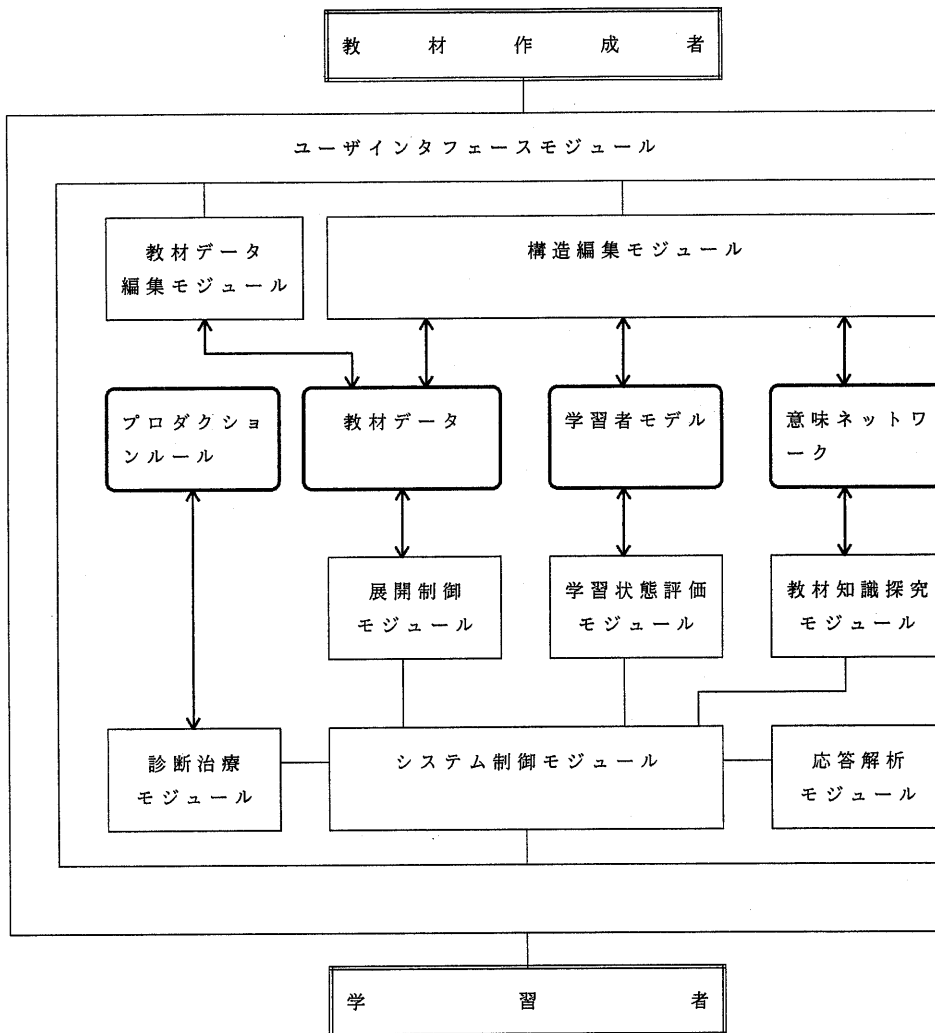 教材作成者
ユーザインタフェースモジュール
教材データ
編集モジュール
構造編集モジュール
プロダクショ
ンルール
教材データ
学習者モデル
意味ネットワ
ーク
展開制御
モジュール
学習状態評価
モジュール
教材知識探究
モジュール
診断治療
モジュール
システム制御モジュール
応答解析
モジュール
学習者